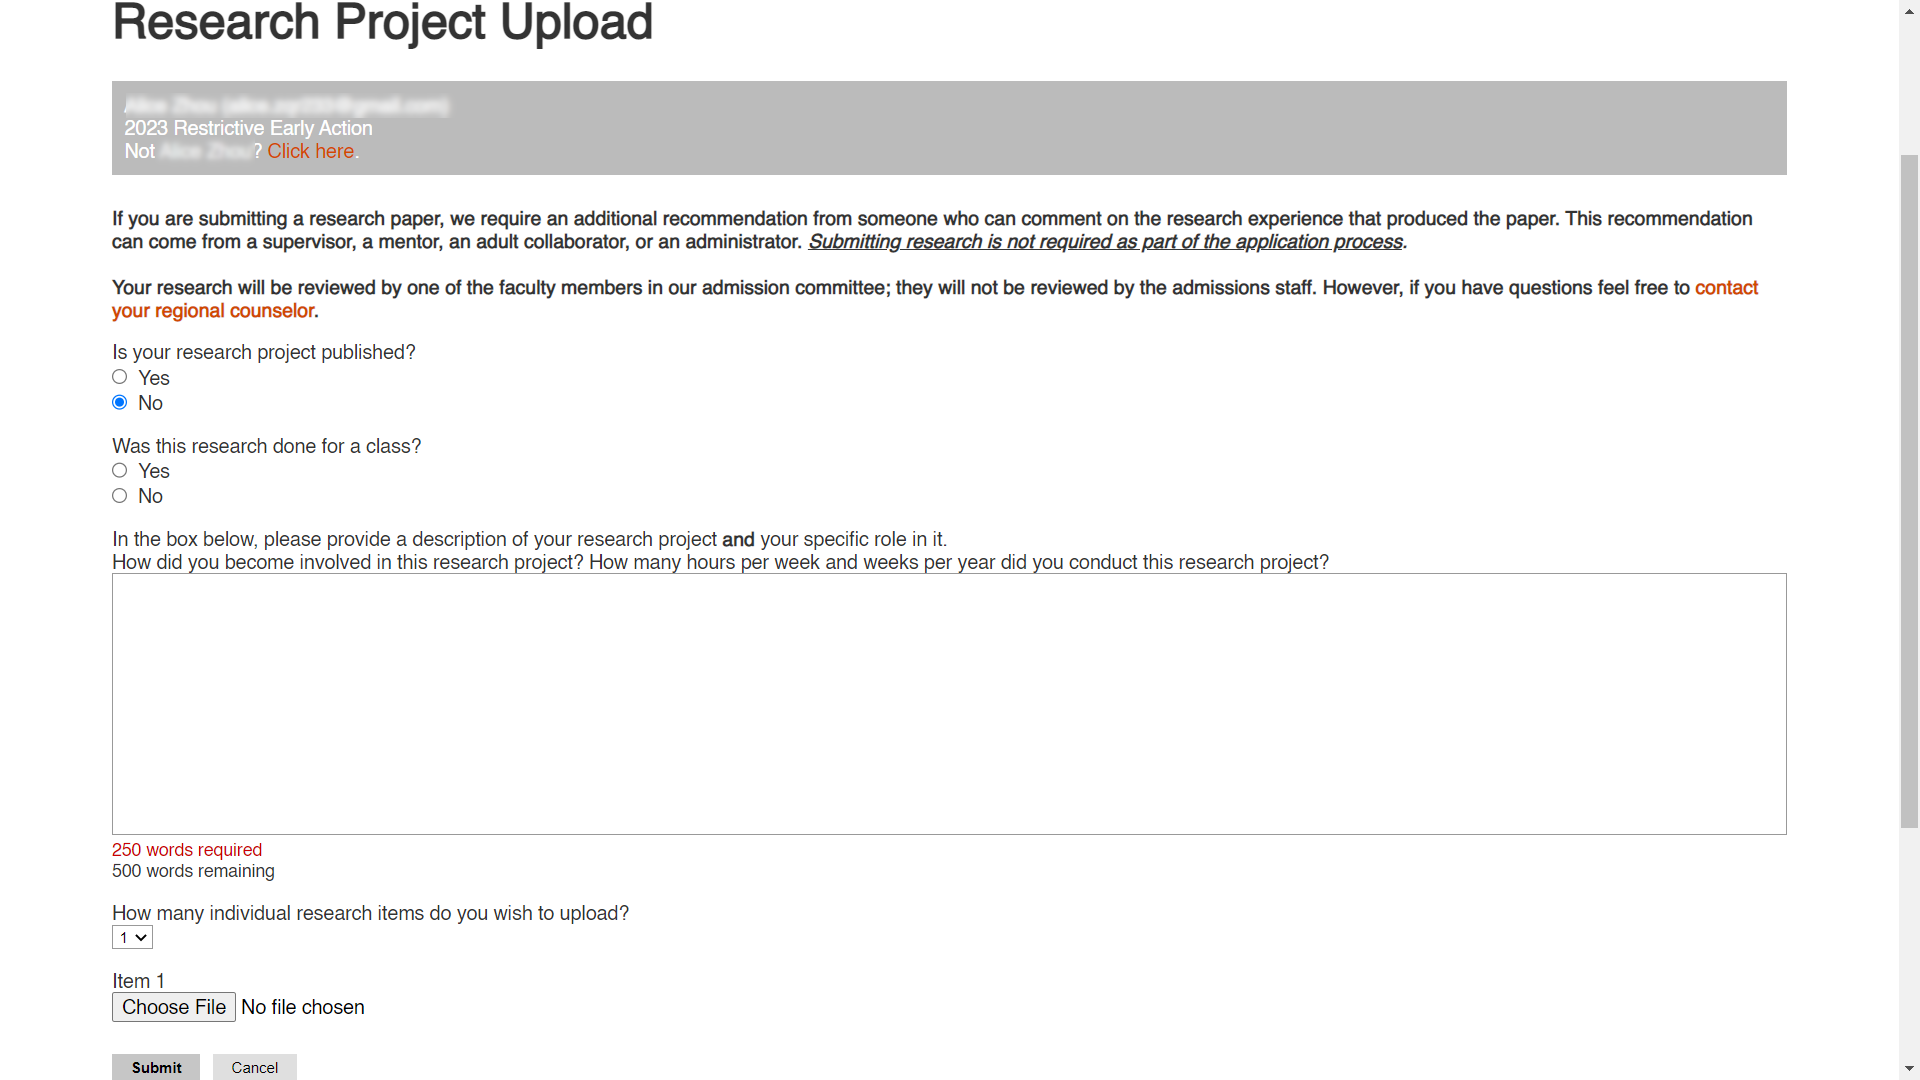 Research Project Upload
2023 Restrictive Early Action
Not ? Click here.
If you are submitting a research paper, we require an additional recommendation from someone who can comment on the research experience that produced the paper. This recommendation
can come from a supervisor, a mentor, an adult collaborator, or an administrator. Submitting research is not required as part of the application process.
Your research will be reviewed by one of the faculty members in our admission committee; they will not be reviewed by the admissions staff. However, if you have questions feel free to contact
your regional counselor.
Is your research project published?
Yes
No
Was this research done for a class?
Yes
No
In the box below, please provide a description of your research project and your specific role in it.
How did you become involved in this research project? How many hours per week and weeks per year did you conduct this research project?
250 words required
500 words remaining
How many individual research items do you wish to upload?
1
Item 1
Choose File No file chosen
Submit Cancel